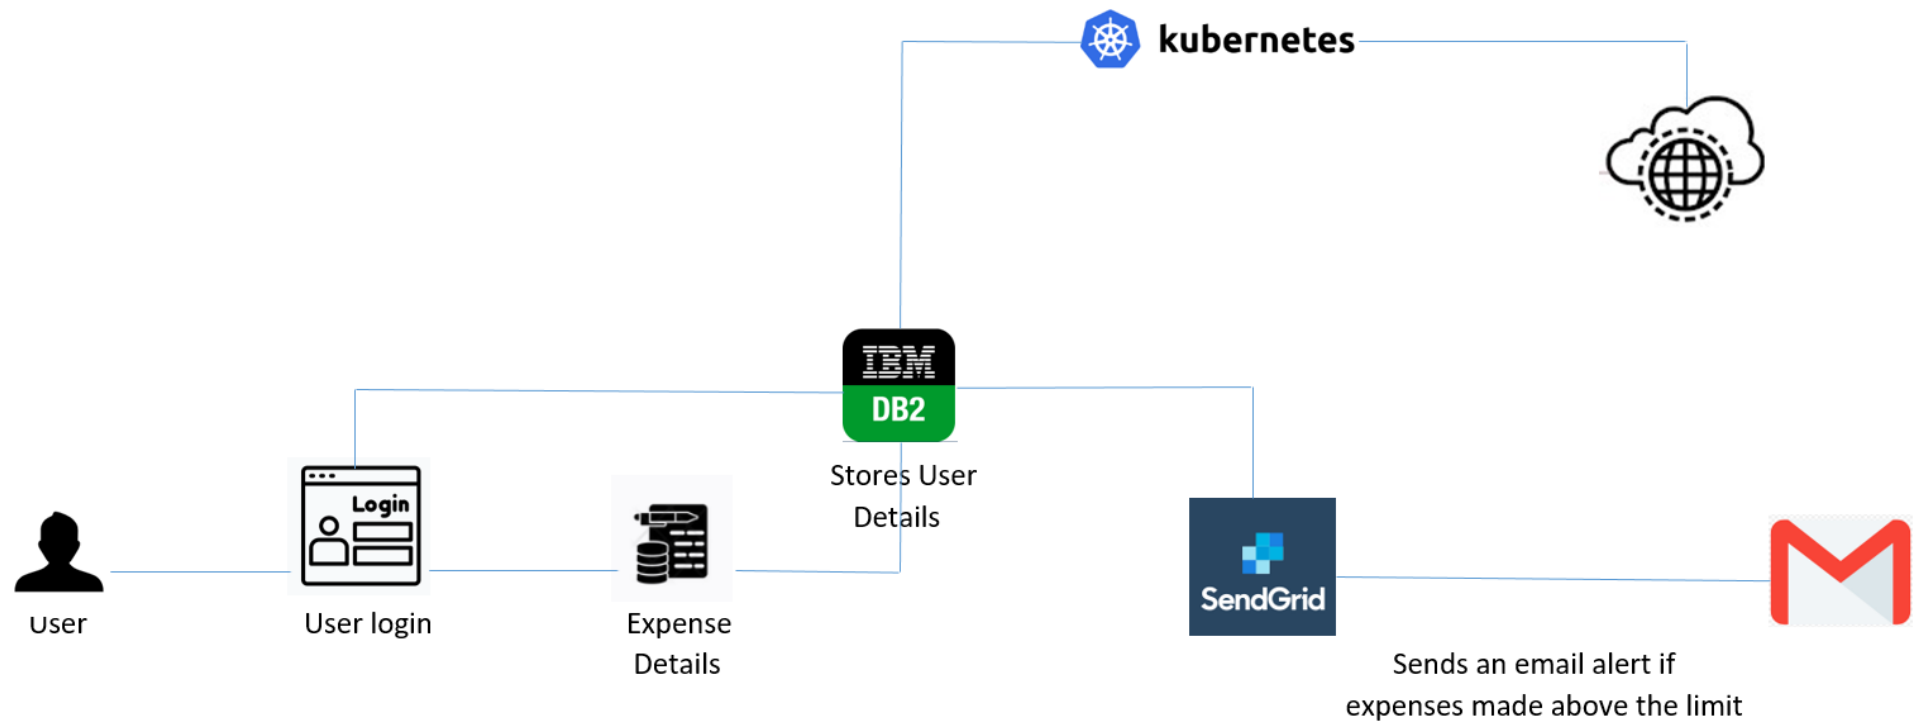 kubernetes
IBM
DB2
Stores User
Details
Login
SendGrid
User
User login
Expense
Details
Sends an email alert if
expenses made above the limit